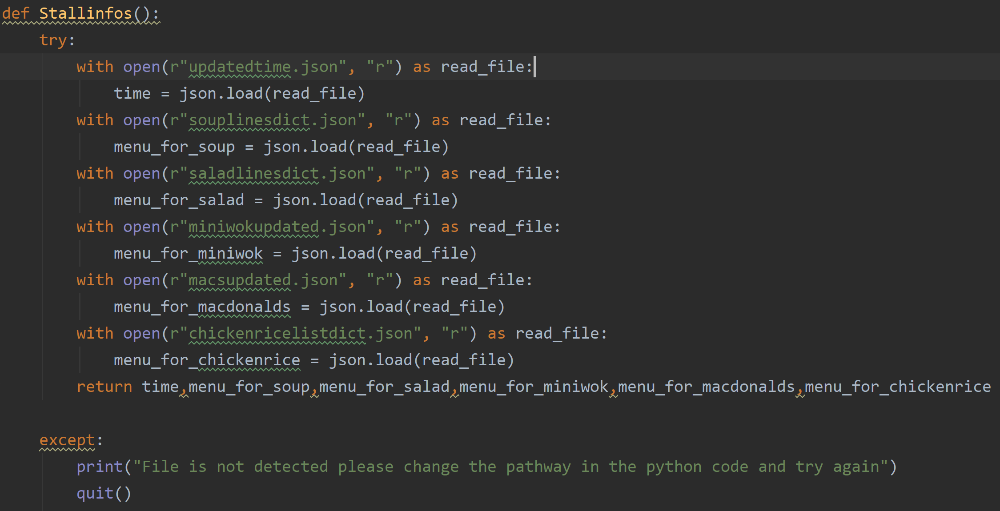 def Stallinfos():
    try:
        with open(r"updatedtime.json", "r") as read_file:
            time = json.load(read_file)
        with open(r"souplinesdict.json", "r") as read_file:
            menu_for_soup = json.load(read_file)
        with open(r"saladlinesdict.json", "r") as read_file:
            menu_for_salad = json.load(read_file)
        with open(r"miniwokupdated.json", "r") as read_file:
            menu_for_miniwok = json.load(read_file)
        with open(r"macsupdated.json", "r") as read_file:
            menu_for_macdonalds = json.load(read_file)
        with open(r"chickenricelistdict.json", "r") as read_file:
            menu_for_chickenrice = json.load(read_file)
        return time,menu_for_soup,menu_for_salad,menu_for_miniwok,menu_for_macdonalds,menu_for_chickenrice
    except:
        print("File is not detected please change the pathway in the python code and try again")
        quit()